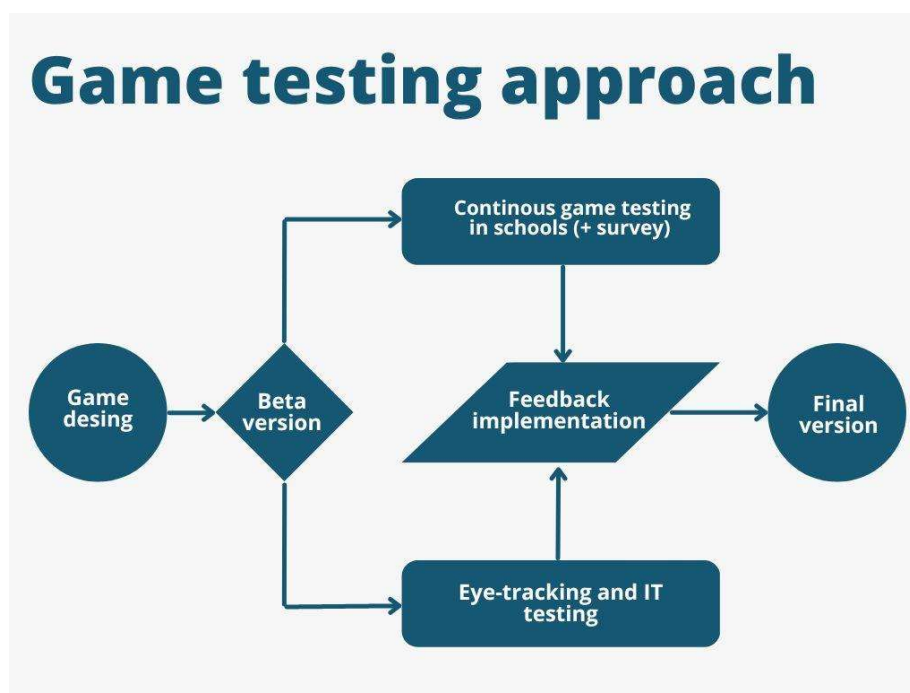 Game testing approach
Continous game testing
in schools (+ survey)
Game
desing
Beta
version
Feedback
implementation
Final
version
Eye-tracking and IT
testing